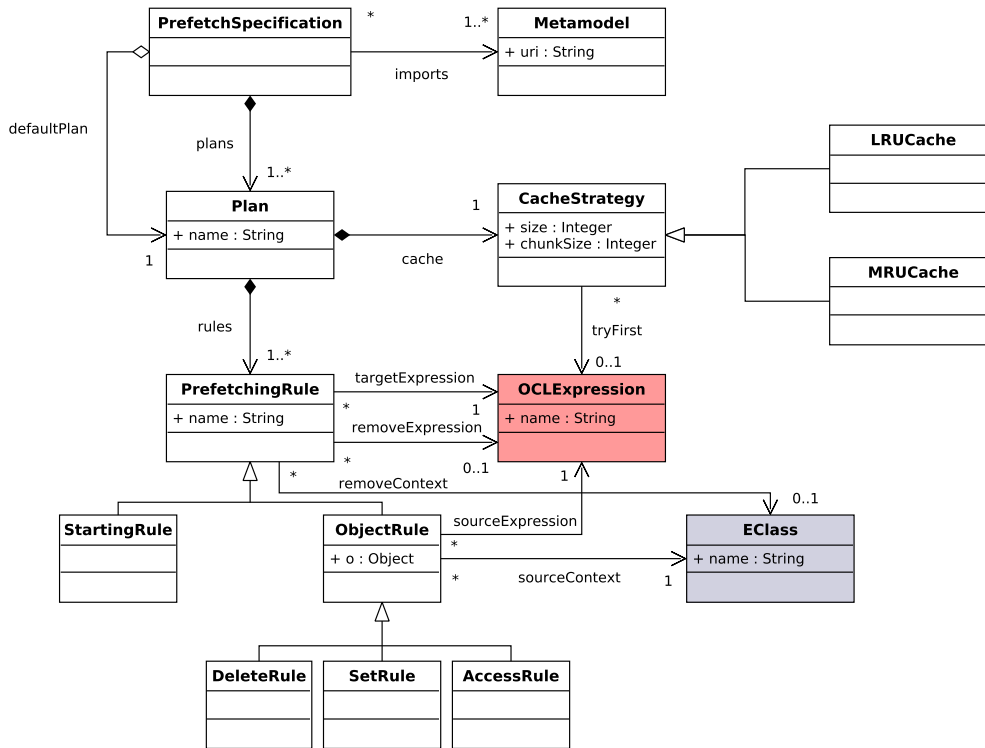 PrefetchSpecification
*
1..*
Metamodel
+ uri : String
imports
defaultPlan
plans
1..*
LRUCache
Plan
+ name : String
1
1
cache
CacheStrategy
+ size : Integer
+ chunkSize : Integer
MRUCache
*
tryFirst
0..1
rules
1..*
PrefetchingRule
+ name : String
targetExpression
*
1
removeExpression
*
0..1
OCLExpression
+ name : String
1
*
removeContext
0..1
StartingRule
ObjectRule
+ o : Object
sourceExpression
*
*
sourceContext
1
EClass
+ name : String
DeleteRule
SetRule
AccessRule